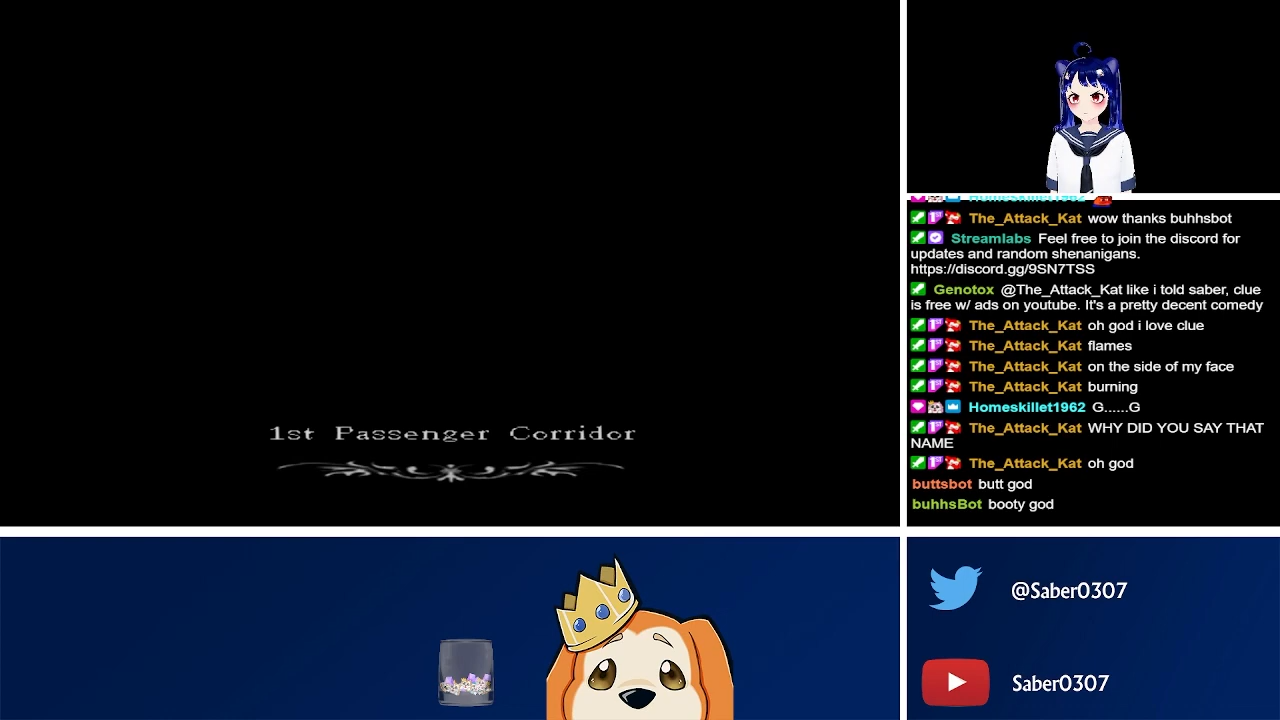 1st Passenger Corridor
Homeskillet1962
The_Attack_Kat wow thanks buhhsbot
Streamlabs Feel free to join the discord for
updates and random shenanigans.
https://discord.gg/9SN7TSS
Genotox @The_Attack_Kat like i told saber, clue
is free w/ ads on youtube. It's a pretty decent comedy
The_Attack_Kat oh god i love clue
The_Attack_Kat flames
The_Attack_Kat on the side of my face
The_Attack_Kat burning
Homeskillet1962 G......G
The_Attack_Kat WHY DID YOU SAY THAT
NAME
The_Attack_Kat oh god
buttsbot butt god
buhhsBot booty god
@Saber0307
Saber0307